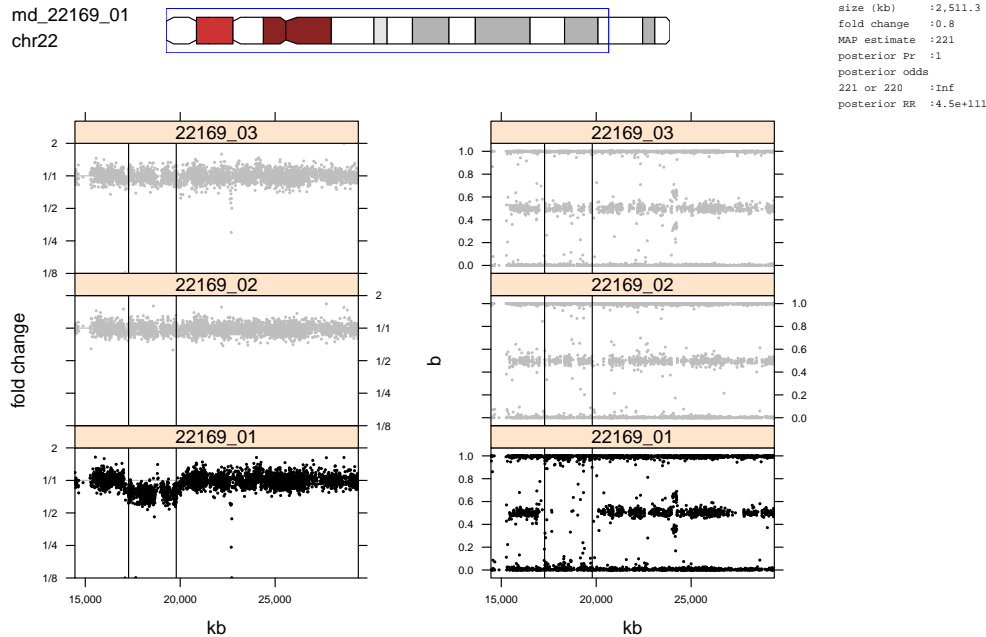 md_22169_01
chr22
size (kb) :2,511.3
fold change :0.8
MAP estimate :221
posterior Pr :1
posterior odds
221 or 220 :Inf
posterior RR :4.5e+111
fold change
22169_03
2
1/1
1/2
1/4
1/8
22169_02
2
1/1
1/2
1/4
1/8
22169_01
2
1/1
1/2
1/4
1/8
15,000 20,000 25,000
kb
b
22169_03
1.0
0.8
0.6
0.4
0.2
0.0
22169_02
1.0
0.8
0.6
0.4
0.2
0.0
22169_01
1.0
0.8
0.6
0.4
0.2
0.0
15,000 20,000 25,000
kb